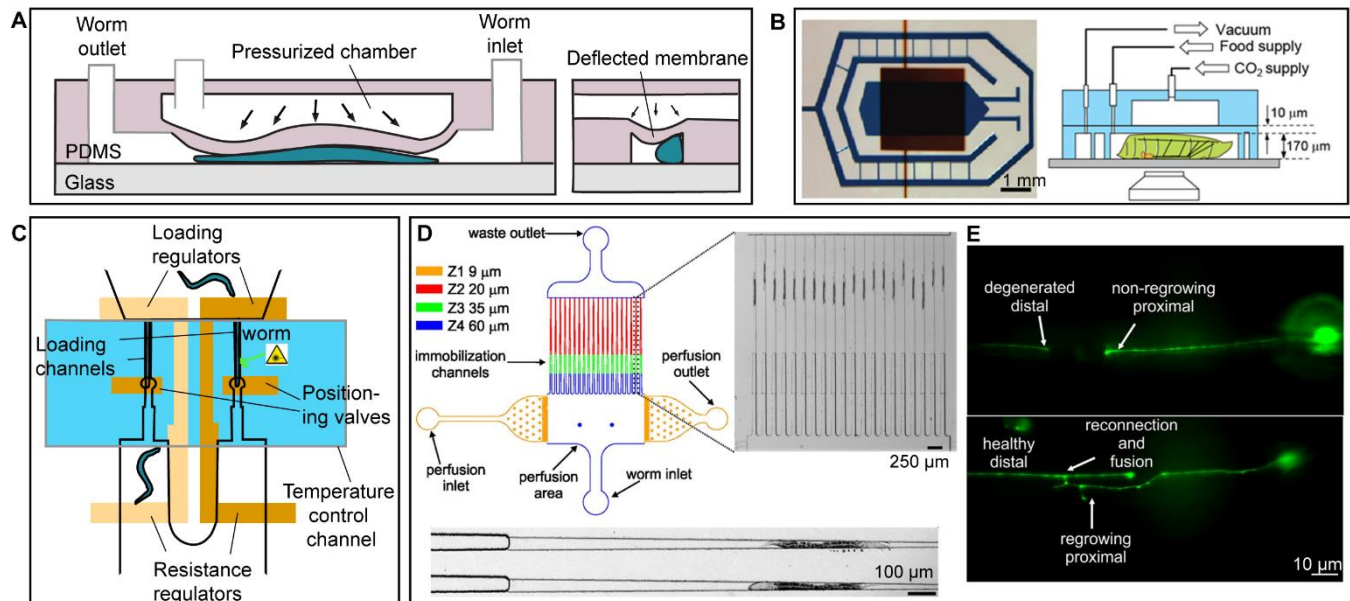 A
Worm
outlet
Pressurized chamber
Worm
inlet
Deflected membrane
PDMS
Glass
B
Vacuum
Food supply
CO2 supply
10 μm
170 μm
1 mm
C
Loading
regulators
Loading
channels
worm
Position-
ing valves
Temperature
control
channel
Resistance
regulators
D
waste outlet
Z1 9 μm
Z2 20 μm
Z3 35 μm
Z4 60 μm
immobilization
channels
perfusion
outlet
perfusion
inlet
perfusion
area
worm inlet
250 μm
100 μm
E
degenerated
distal
non-regrowing
proximal
healthy
distal
reconnection
and
fusion
regrowing
proximal
10 μm